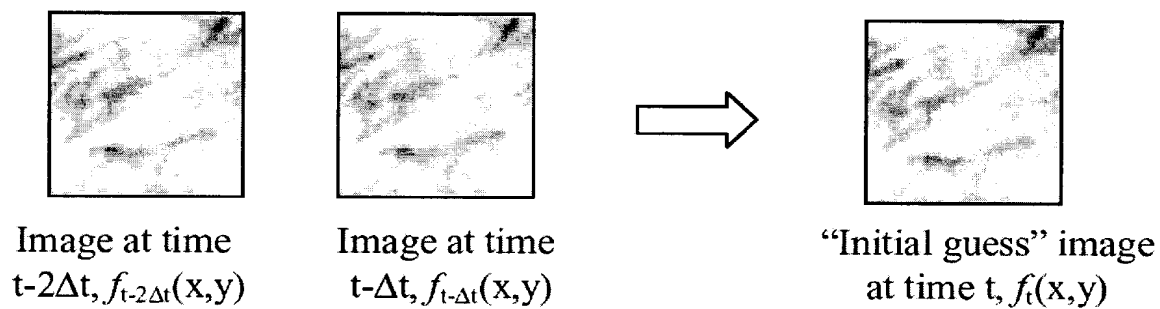 Image at time
t-2Δt, f_{t-2Δt}(x,y)
Image at time
t-Δt, f_{t-Δt}(x,y)
“Initial guess” image
at time t, f_t(x,y)